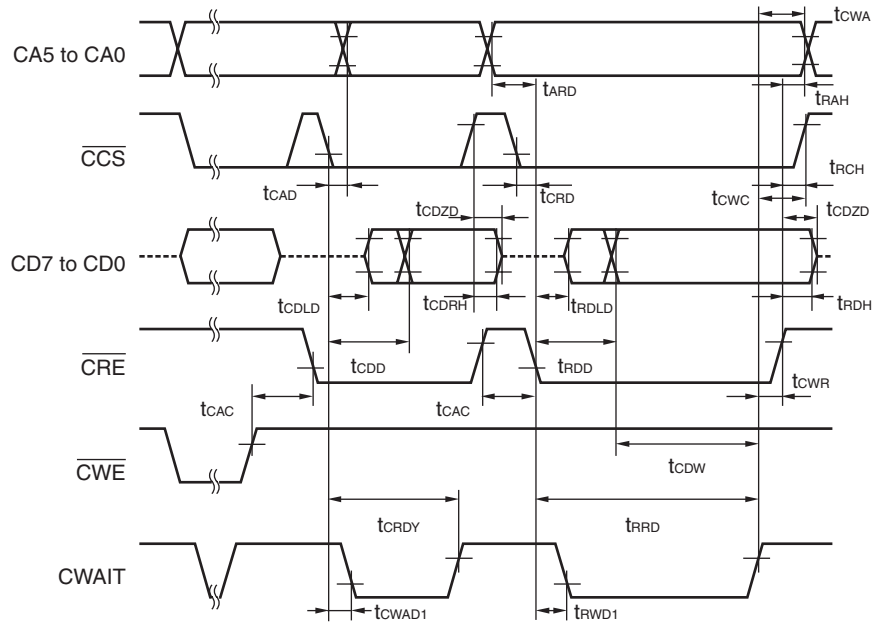 tCWA
CA5 to CA0
tARD
tRAH
CCS
tRCH
tCAD
tCRD
tCWC
tCDZD
tCDZD
CD7 to CD0
tCDLD
tCDRH
tRDLD
tRDH
CRE
tCDD
tRDD
tCWR
tCAC
tCAC
CWE
tCDW
tCRDY
tRRD
CWAIT
tCWAD1
tRWD1